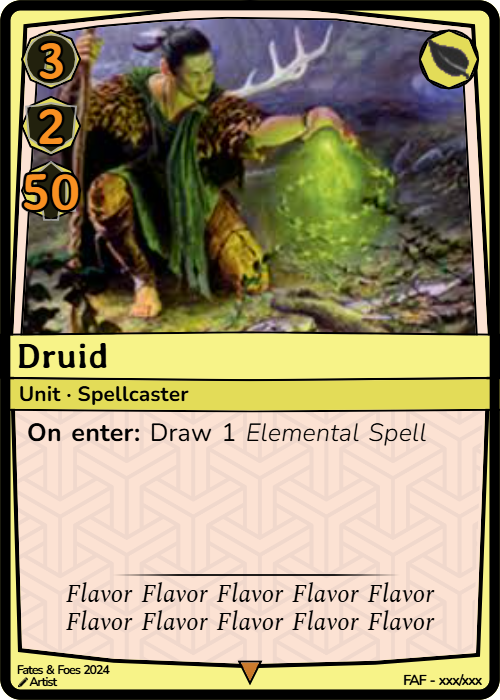 3
2
50
Druid
Unit · Spellcaster
On enter: Draw 1 Elemental Spell
Flavor Flavor Flavor Flavor Flavor
Flavor Flavor Flavor Flavor Flavor
Fates & Foes 2024
Artist
FAF - xxx/xxx